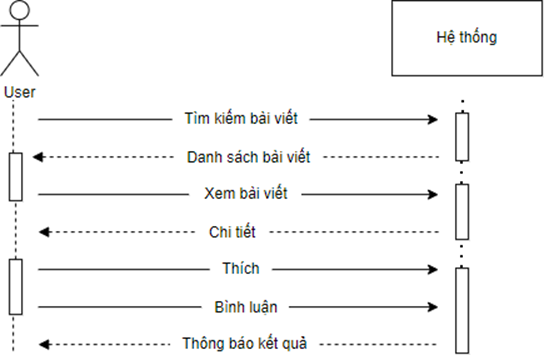 Hệ thống
User
Tìm kiếm bài viết
Danh sách bài viết
Xem bài viết
Chi tiết
Thích
Bình luận
Thông báo kết quả